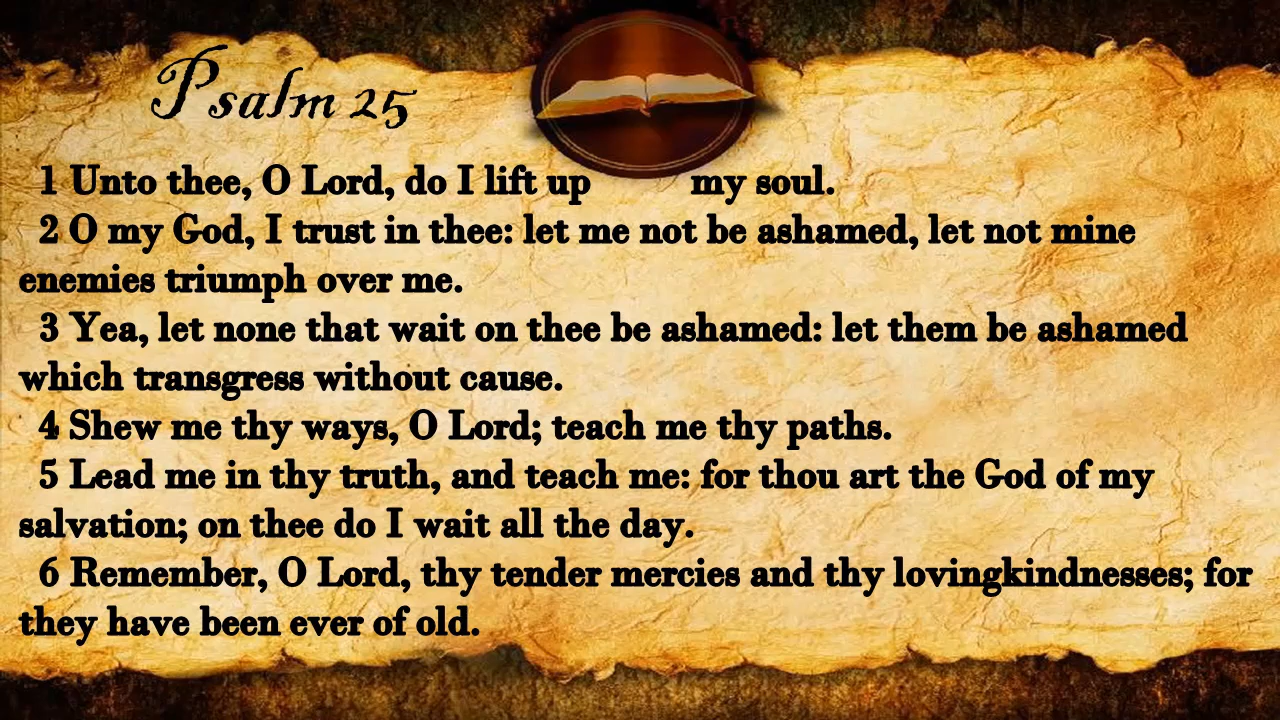 Psalm 25
1 Unto thee, O Lord, do I lift up my soul.
2 O my God, I trust in thee: let me not be ashamed, let not mine
enemies triumph over me.
3 Yea, let none that wait on thee be ashamed: let them be ashamed
which transgress without cause.
4 Shew me thy ways, O Lord; teach me thy paths.
5 Lead me in thy truth, and teach me: for thou art the God of my
salvation; on thee do I wait all the day.
6 Remember, O Lord, thy tender mercies and thy lovingkindnesses; for
they have been ever of old.